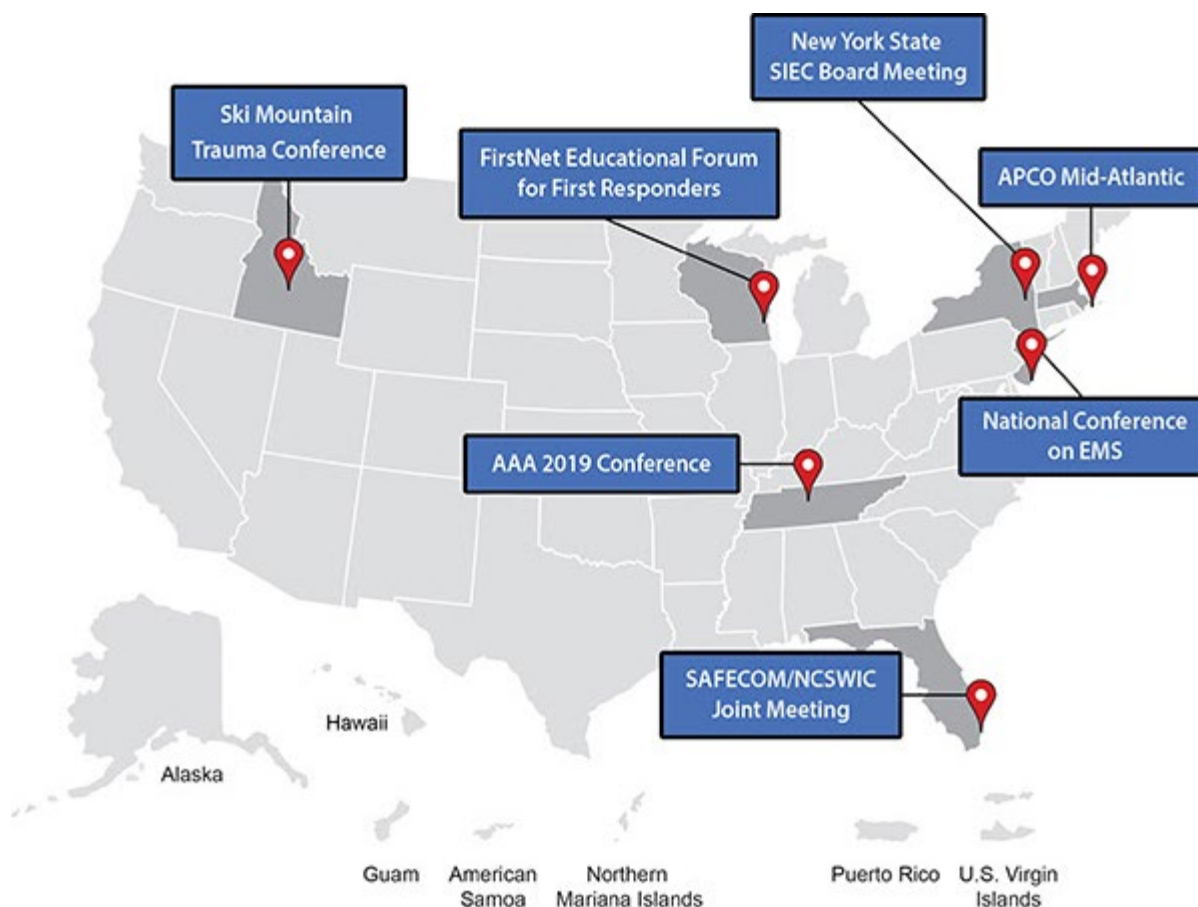 New York State
SIEC Board Meeting
Ski Mountain
Trauma Conference
FirstNet Educational Forum
for First Responders
APCO Mid-Atlantic
National Conference
on EMS
AAA 2019 Conference
SAFECOM/NCSWIC
Joint Meeting
Hawaii
Alaska
Guam
American
Samoa
Northern
Mariana Islands
Puerto Rico
U.S. Virgin
Islands